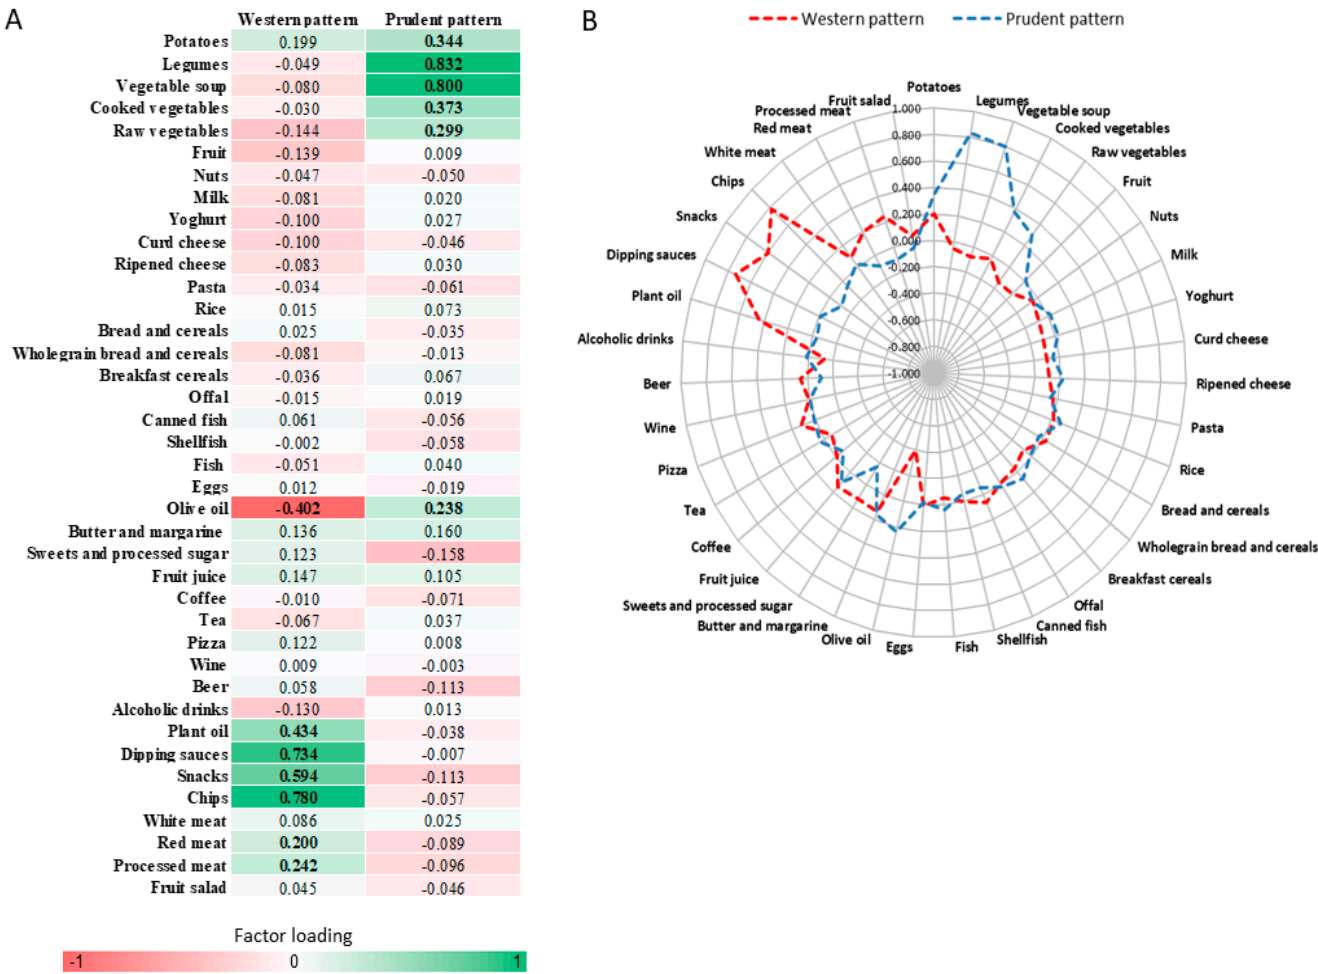 A
Western pattern Prudent pattern
Potatoes 0.199 0.344
Legumes -0.049 0.832
Vegetable soup -0.080 0.800
Cooked vegetables -0.030 0.373
Raw vegetables -0.144 0.299
Fruit -0.139 0.009
Nuts -0.047 -0.050
Milk -0.081 0.020
Yoghurt -0.100 0.027
Curd cheese -0.100 -0.046
Ripened cheese -0.083 0.030
Pasta -0.034 -0.061
Rice 0.015 0.073
Bread and cereals 0.025 -0.035
Wholegrain bread and cereals -0.081 -0.013
Breakfast cereals -0.036 0.067
Offal -0.015 0.019
Canned fish 0.061 -0.056
Shellfish -0.002 -0.058
Fish -0.051 0.040
Eggs 0.012 -0.019
Olive oil -0.402 0.238
Butter and margarine 0.136 0.160
Sweets and processed sugar 0.123 -0.158
Fruit juice 0.147 0.105
Coffee -0.010 -0.071
Tea -0.067 0.037
Pizza 0.122 0.008
Wine 0.009 -0.003
Beer 0.058 -0.113
Alcoholic drinks -0.130 0.013
Plant oil 0.434 -0.038
Dipping sauces 0.734 -0.007
Snacks 0.594 -0.113
Chips 0.780 -0.057
White meat 0.086 0.025
Red meat 0.200 -0.089
Processed meat 0.242 -0.096
Fruit salad 0.045 -0.046
Factor loading
-1 0 1
B
Western pattern Prudent pattern
Potatoes
Legumes
Vegetable soup
Cooked vegetables
Raw vegetables
Fruit
Nuts
Milk
Yoghurt
Curd cheese
Ripened cheese
Pasta
Rice
Bread and cereals
Wholegrain bread and cereals
Breakfast cereals
Offal
Canned fish
Shellfish
Fish
Eggs
Olive oil
Butter and margarine
Sweets and processed sugar
Fruit juice
Coffee
Tea
Pizza
Wine
Beer
Alcoholic drinks
Plant oil
Dipping sauces
Snacks
Chips
White meat
Red meat
Processed meat
Fruit salad
1.000
0.800
0.600
0.400
0.200
0.000
-0.200
-0.400
-0.600
-0.800
-1.000